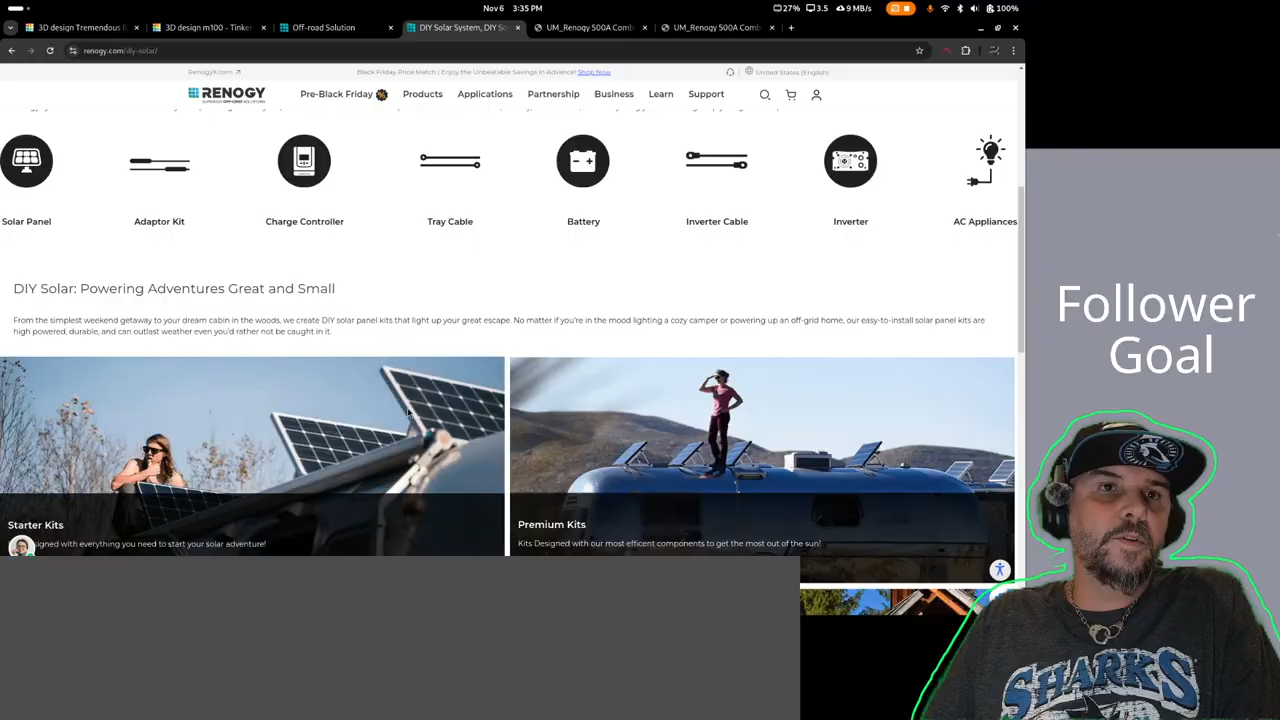 Nov 6 3:35 PM
27% 3.5 9 MB/s 100%
3D design Tremendous
3D design m100 - Tinker
Off-road Solution
DIY Solar System, DIY S
UM_Renogy 500A Comb
UM_Renogy 500A Comb
renogy.com/diy-solar/
RenogyX.com
Black Friday Price Match | Enjoy the Unbeatable Savings in Advance! Shop Now
United States (English)
RENOGY
Pre-Black Friday Products Applications Partnership Business Learn Support
Solar Panel Adaptor Kit Charge Controller Tray Cable Battery Inverter Cable Inverter AC Appliances
DIY Solar: Powering Adventures Great and Small
From the simplest weekend getaway to your dream cabin in the woods, we create DIY solar panel kits that light up your great escape. No matter if you're in the mood lighting a cozy camper or powering up an off-grid home, our easy-to-install solar panel kits are
high powered, durable, and can outlast weather even you'd rather not be caught in it.
Starter Kits
signed with everything you need to start your solar adventure!
Premium Kits
Kits Designed with our most efficent components to get the most out of the sun!
Follower
Goal
SHARKS